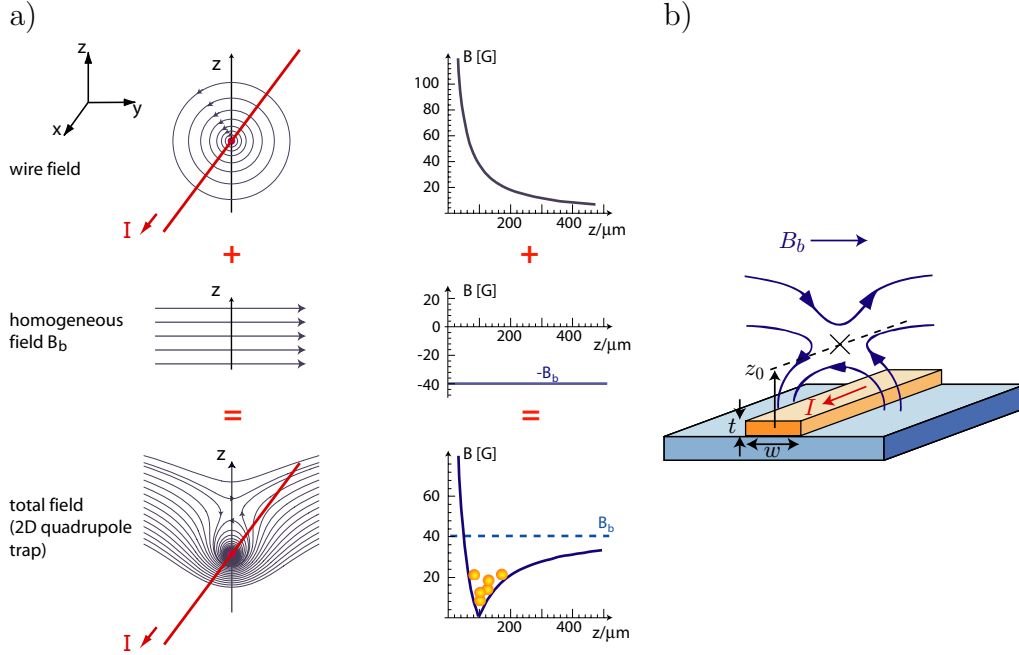 a)
b)
z
y
x
wire field
z
I
B [G]
100
80
60
40
20
200
400
z/μm
+
+
homogeneous
field B_b
z
B [G]
20
0
-20
-40
200
400
z/μm
-B_b
=
=
total field
(2D quadrupole
trap)
z
I
B [G]
60
40
20
B_b
200
400
z/μm
B_b
z_0
I
t
w